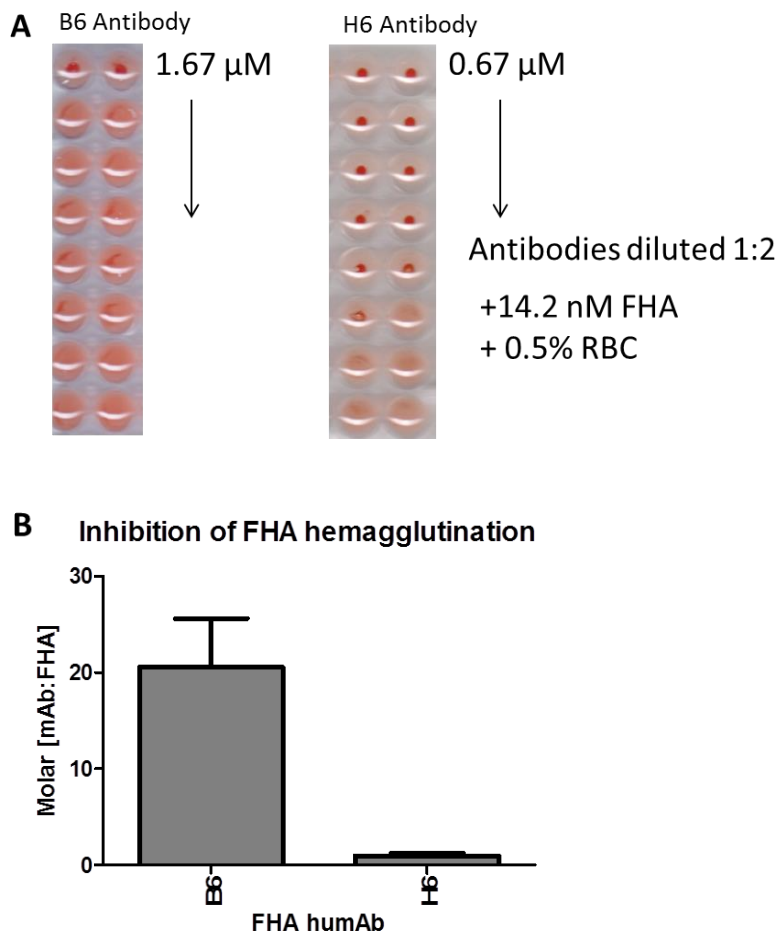 A
B6 Antibody
H6 Antibody
1.67 µM
0.67 µM
Antibodies diluted 1:2
+14.2 nM FHA
+ 0.5% RBC
B
Inhibition of FHA hemagglutination
Molar [mAb:FHA]
30
20
10
0
B6
H6
FHA humAb